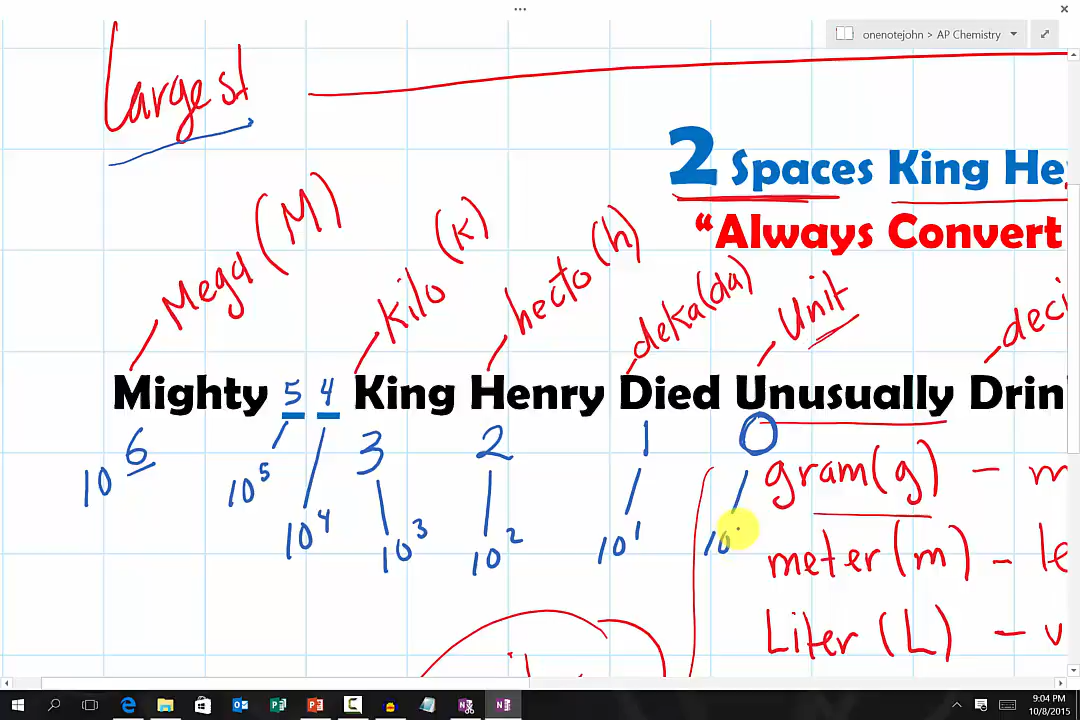 onenotejohn > AP Chemistry
Largest
2 Spaces King He
"Always Convert
Mega (M)
kilo (k)
hecto (h)
deka (da)
Unit
deci
Mighty 5 4 King Henry Died Unusually Drin
10 6
10 5
10 4
3
10 3
2
10 2
1
10 1
0
10
gram (g) - m
meter (m) - le
Liter (L) - v
9:04 PM
10/8/2015